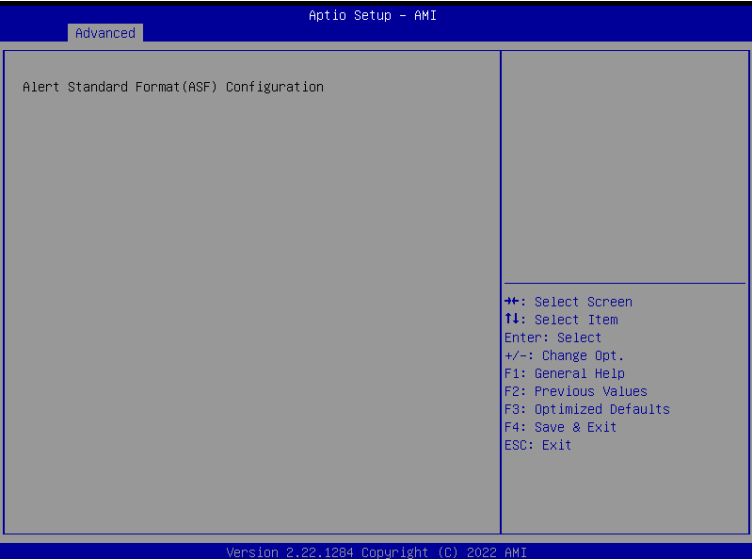 Aptio Setup - AMI
Advanced
Alert Standard Format(ASF) Configuration
→←: Select Screen
↑↓: Select Item
Enter: Select
+/-: Change Opt.
F1: General Help
F2: Previous Values
F3: Optimized Defaults
F4: Save & Exit
ESC: Exit
Version 2.22.1284 Copyright (C) 2022 AMI